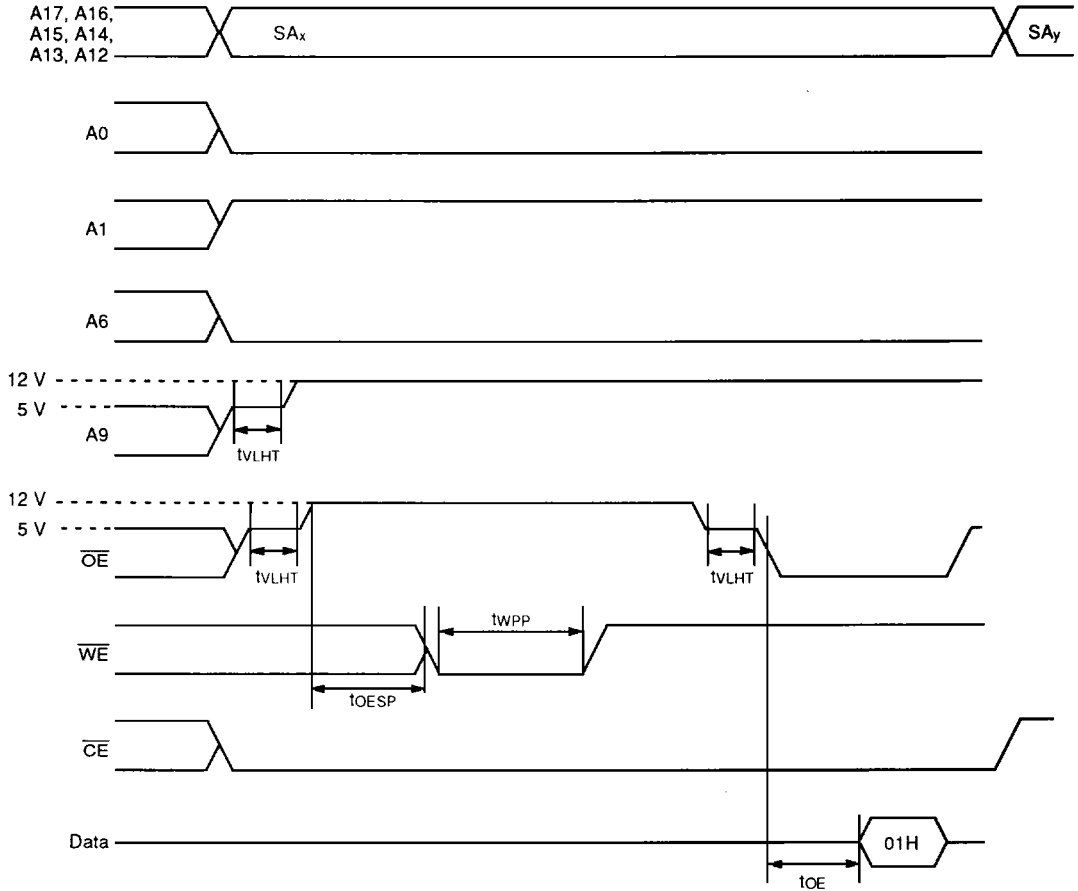 A17, A16,
A15, A14,
A13, A12
SAx
SAy
A0
A1
A6
12 V
5 V
A9
tVLHT
12 V
5 V
OE
tVLHT
tVLHT
WE
tWPP
tOESP
CE
Data
01H
tOE